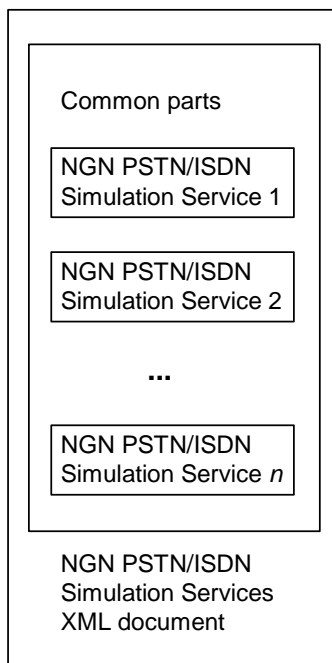 Common parts
NGN PSTN/ISDN
Simulation Service 1
NGN PSTN/ISDN
Simulation Service 2
...
NGN PSTN/ISDN
Simulation Service n
NGN PSTN/ISDN
Simulation Services
XML document